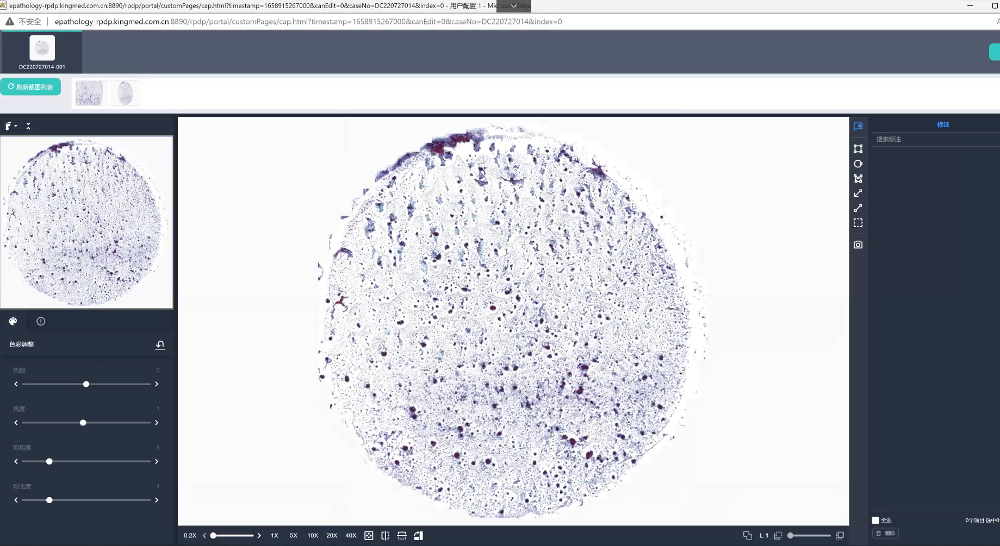 epathology-rpdp.kingmed.com.cn:8890/rpdp/portal/customPages/cap.html?timestamp=1658915267000&canEdit=0&caseNo=DC220727014&index=0 - 用户配置 1 - Microsoft Edge
不安全 epathology-rpdp.kingmed.com.cn:8890/rpdp/portal/customPages/cap.html?timestamp=1658915267000&canEdit=0&caseNo=DC220727014&index=0
DC220727014-001
刷新截图列表
标注
搜索标注
色彩调整
色相: 0
亮度: 1
饱和度: 1
对比度: 1
全选 0个项目 选中0
删除
0.2X 1X 5X 10X 20X 40X L 1